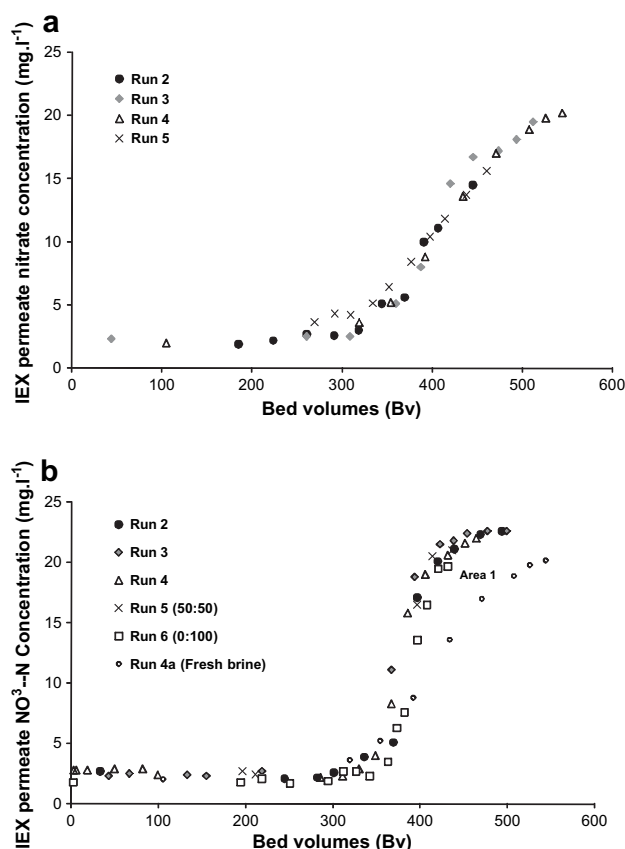 a
IEX permeate nitrate concentration (mg.l-1)
25
20
15
10
5
0
Run 2
Run 3
Run 4
Run 5
0 100 200 300 400 500 600
Bed volumes (Bv)
b
IEX permeate NO3--N Concentration (mg.l-1)
25
20
15
10
5
0
Run 2
Run 3
Run 4
Run 5 (50:50)
Run 6 (0:100)
Run 4a (Fresh brine)
Area 1
0 100 200 300 400 500 600
Bed volumes (Bv)